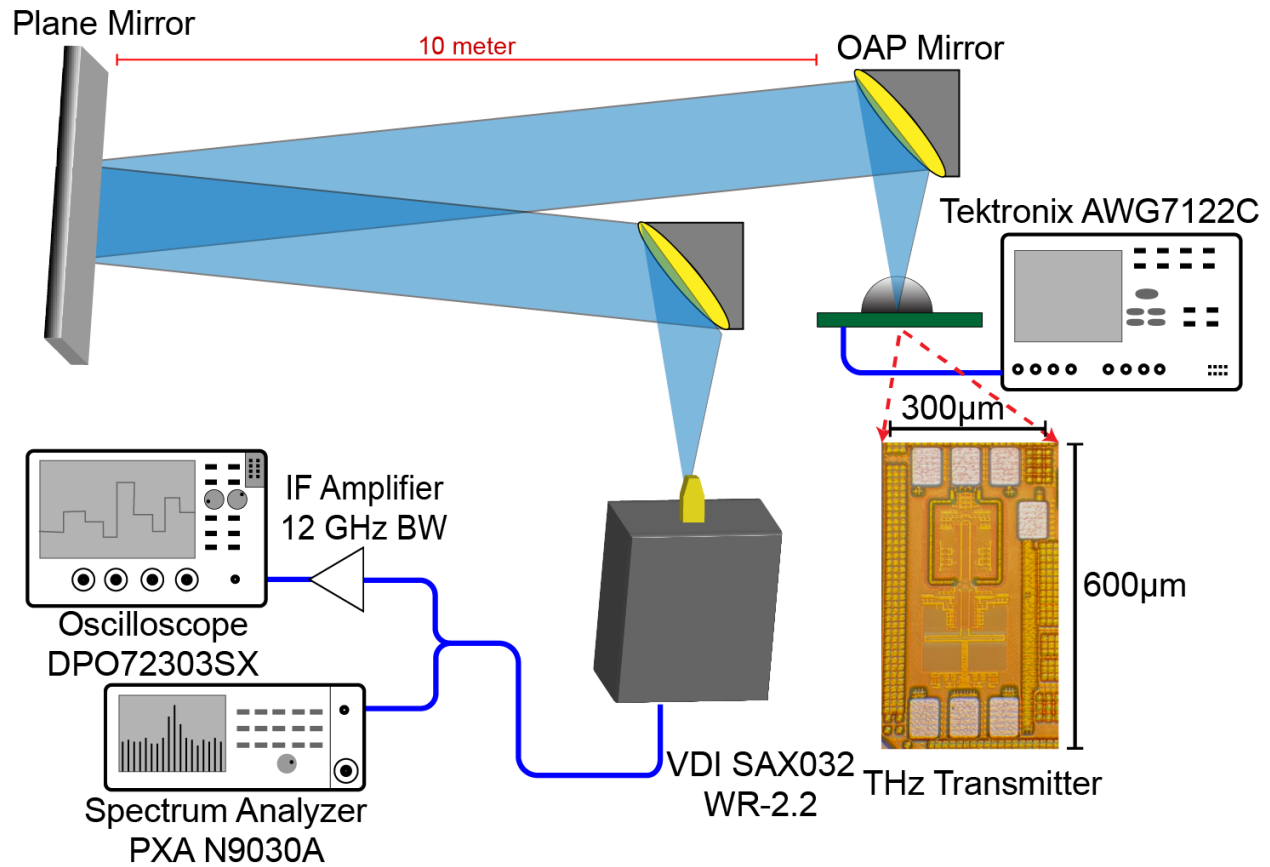 Plane Mirror
10 meter
OAP Mirror
Tektronix AWG7122C
300μm
600μm
IF Amplifier
12 GHz BW
Oscilloscope
DPO72303SX
VDI SAX032
WR-2.2
THz Transmitter
Spectrum Analyzer
PXA N9030A